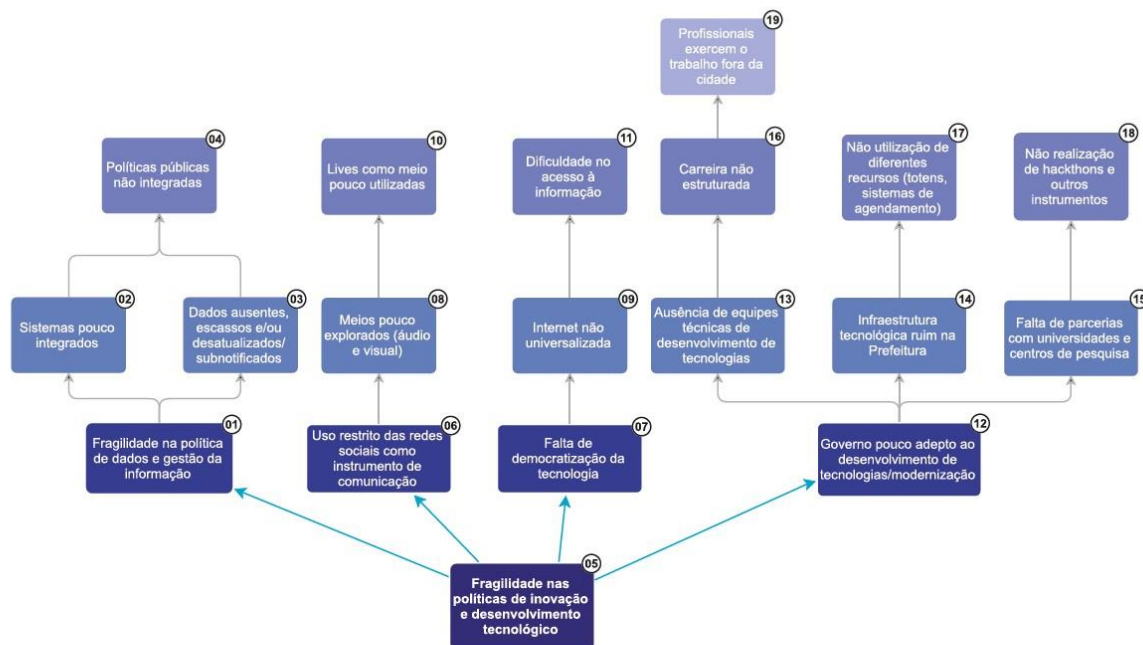 19
Profissionais
exercem o
trabalho fora da
cidade
04
Políticas públicas
não integradas
10
Lives como meio
pouco utilizadas
11
Dificuldade no
acesso à
informação
16
Carreira não
estruturada
17
Não utilização de
diferentes
recursos (totens,
sistemas de
agendamento)
18
Não realização
de hackthons e
outros
instrumentos
02
Sistemas pouco
integrados
03
Dados ausentes,
escassos e/ou
desatualizados/
subnotificados
08
Meios pouco
explorados (áudio
e visual)
09
Internet não
universalizada
13
Ausência de equipes
técnicas de
desenvolvimento de
tecnologias
14
Infraestrutura
tecnológica ruim na
Prefeitura
15
Falta de parcerias
com universidades e
centros de pesquisa
01
Fragilidade na política
de dados e gestão da
informação
06
Uso restrito das redes
sociais como
instrumento de
comunicação
07
Falta de
democratização da
tecnologia
12
Governo pouco adepto ao
desenvolvimento de
tecnologias/modernização
05
Fragilidade nas
políticas de inovação
e desenvolvimento
tecnológico